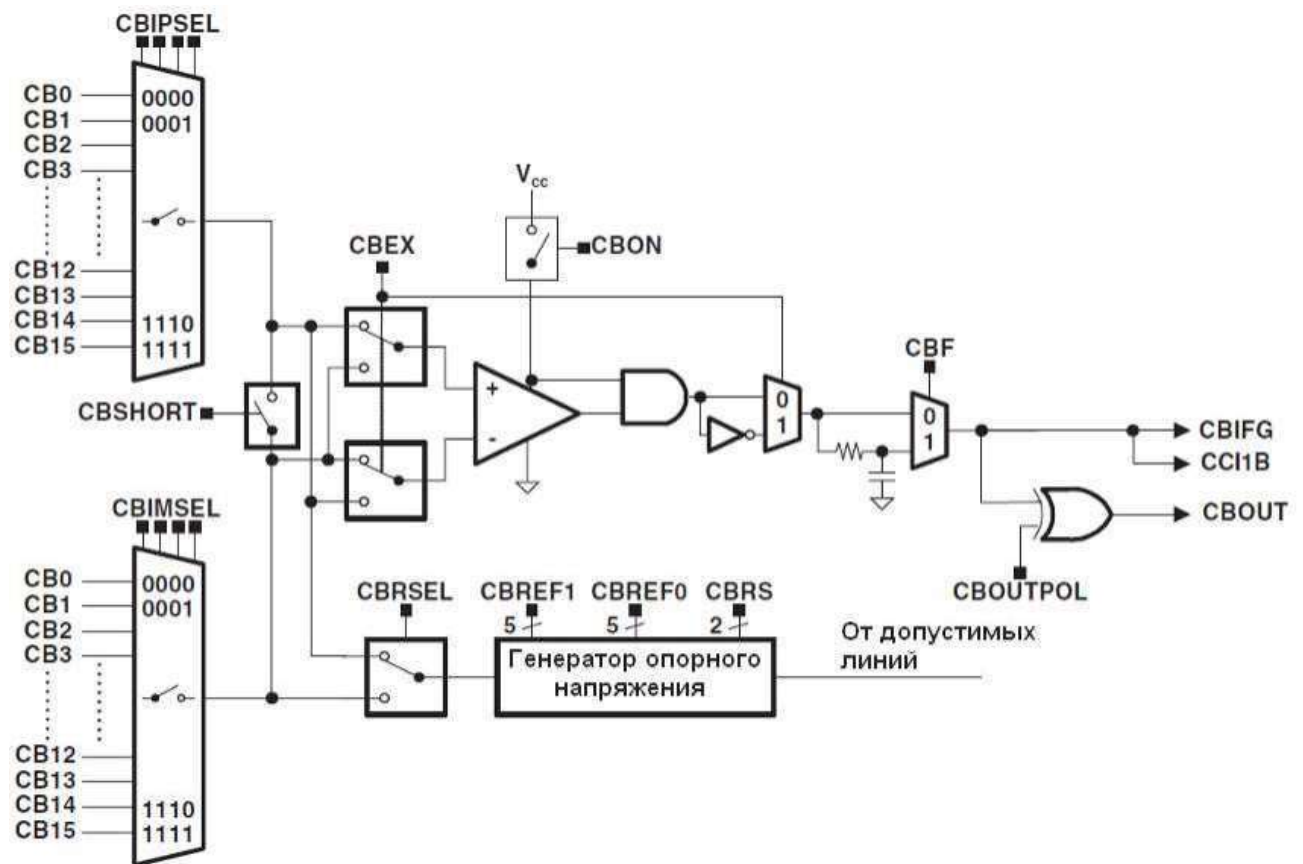 CBIPSEL
CB0
CB1
CB2
CB3
CB12
CB13
CB14
CB15
0000
0001
1110
1111
Vcc
CBON
CBEX
CBSHORT
+
-
0
1
CBF
0
1
CBIFG
CCI1B
CBOUT
CBOUTPOL
CBIMSEL
CB0
CB1
CB2
CB3
CB12
CB13
CB14
CB15
0000
0001
1110
1111
CBRSEL
CBREF1
CBREF0
CBRS
5
5
2
Генератор опорного
напряжения
От допустимых
линий